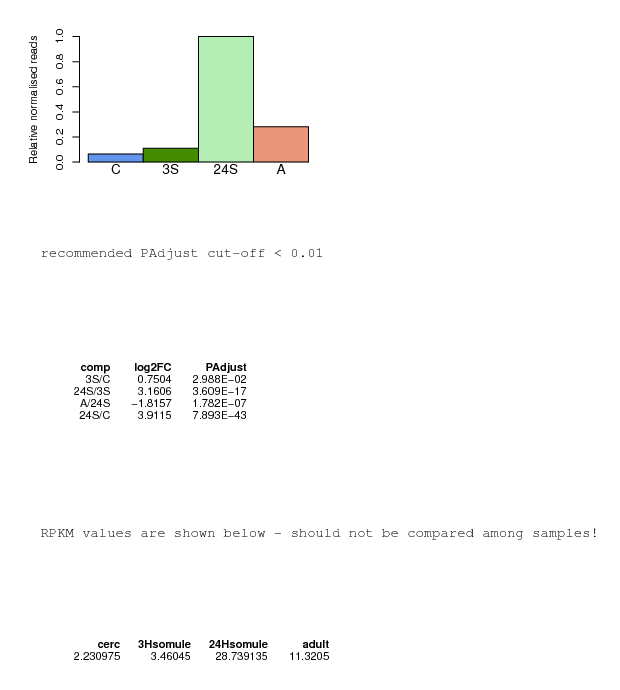 Relative normalised reads
1.0
0.8
0.6
0.4
0.2
0.0
C 3S 24S A
recommended PAdjust cut-off < 0.01
comp log2FC PAdjust
3S/C 0.7504 2.988E-02
24S/3S 3.1606 3.609E-17
A/24S -1.8157 1.782E-07
24S/C 3.9115 7.893E-43
RPKM values are shown below - should not be compared among samples!
cerc 3Hsomule 24Hsomule adult
2.230975 3.46045 28.739135 11.3205